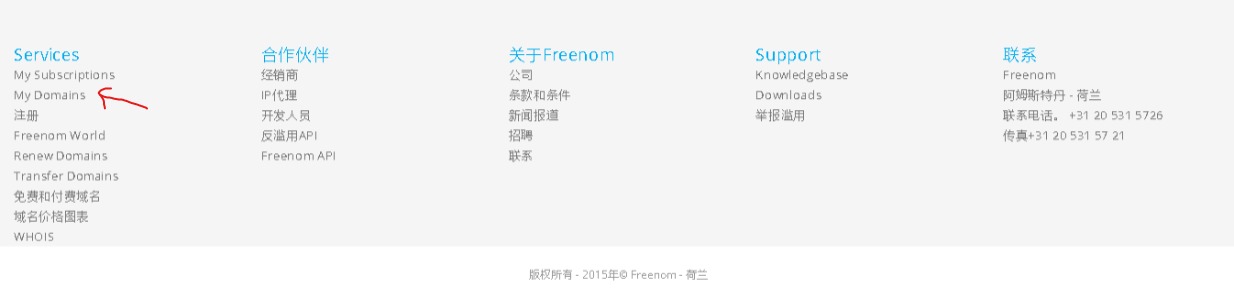 Services
My Subscriptions
My Domains
注册
Freenom World
Renew Domains
Transfer Domains
免费和付费域名
域名价格图表
WHOIS
合作伙伴
经销商
IP代理
开发人员
反滥用API
Freenom API
关于Freenom
公司
条款和条件
新闻报道
招聘
联系
Support
Knowledgebase
Downloads
举报滥用
联系
Freenom
阿姆斯特丹 - 荷兰
联系电话。 +31 20 531 5726
传真+31 20 531 57 21
版权所有 - 2015年© Freenom - 荷兰